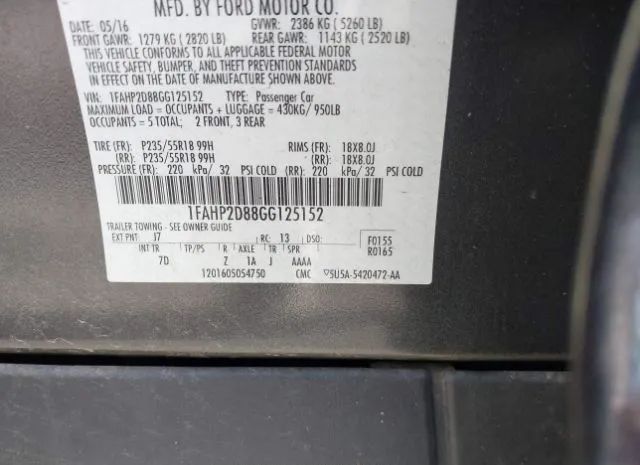 MFD. BY FORD MOTOR CO.
DATE: 05/16 GVWR: 2386 KG ( 5260 LB)
FRONT GAWR: 1279 KG ( 2820 LB) REAR GAWR: 1143 KG ( 2520 LB)
THIS VEHICLE CONFORMS TO ALL APPLICABLE FEDERAL MOTOR
VEHICLE SAFETY, BUMPER, AND THEFT PREVENTION STANDARDS
IN EFFECT ON THE DATE OF MANUFACTURE SHOWN ABOVE.
VIN: 1FAHP2D88GG125152 TYPE: Passenger Car
MAXIMUM LOAD = OCCUPANTS + LUGGAGE = 430KG/ 950LB
OCCUPANTS = 5 TOTAL; 2 FRONT, 3 REAR
TIRE (FR): P235/55R18 99H RIMS (FR): 18X8.0J
(RR): P235/55R18 99H (RR): 18X8.0J
PRESSURE (FR): 220 kPa/ 32 PSI COLD (RR): 220 kPa/ 32 PSI COLD
1FAHP2D88GG125152
TRAILER TOWING - SEE OWNER GUIDE
EXT PNT: J7 RC: 13 DSO: F0155
R0165
INT TR TP/PS R AXLE TR SPR
7D Z 1A J AAAA
1201605054750 CMC ▽5U5A-5420472-AA